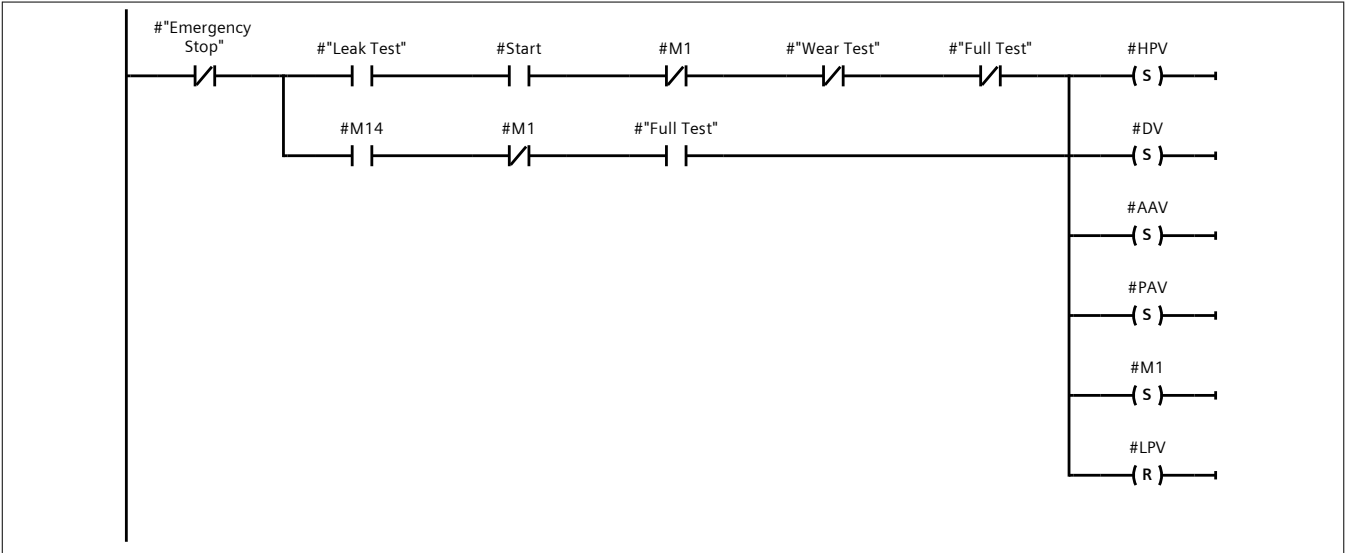 #"Emergency
Stop"
#"Leak Test"
#Start
#M1
#"Wear Test"
#"Full Test"
#HPV
S
#M14
#M1
#"Full Test"
#DV
S
#AAV
S
#PAV
S
#M1
S
#LPV
R